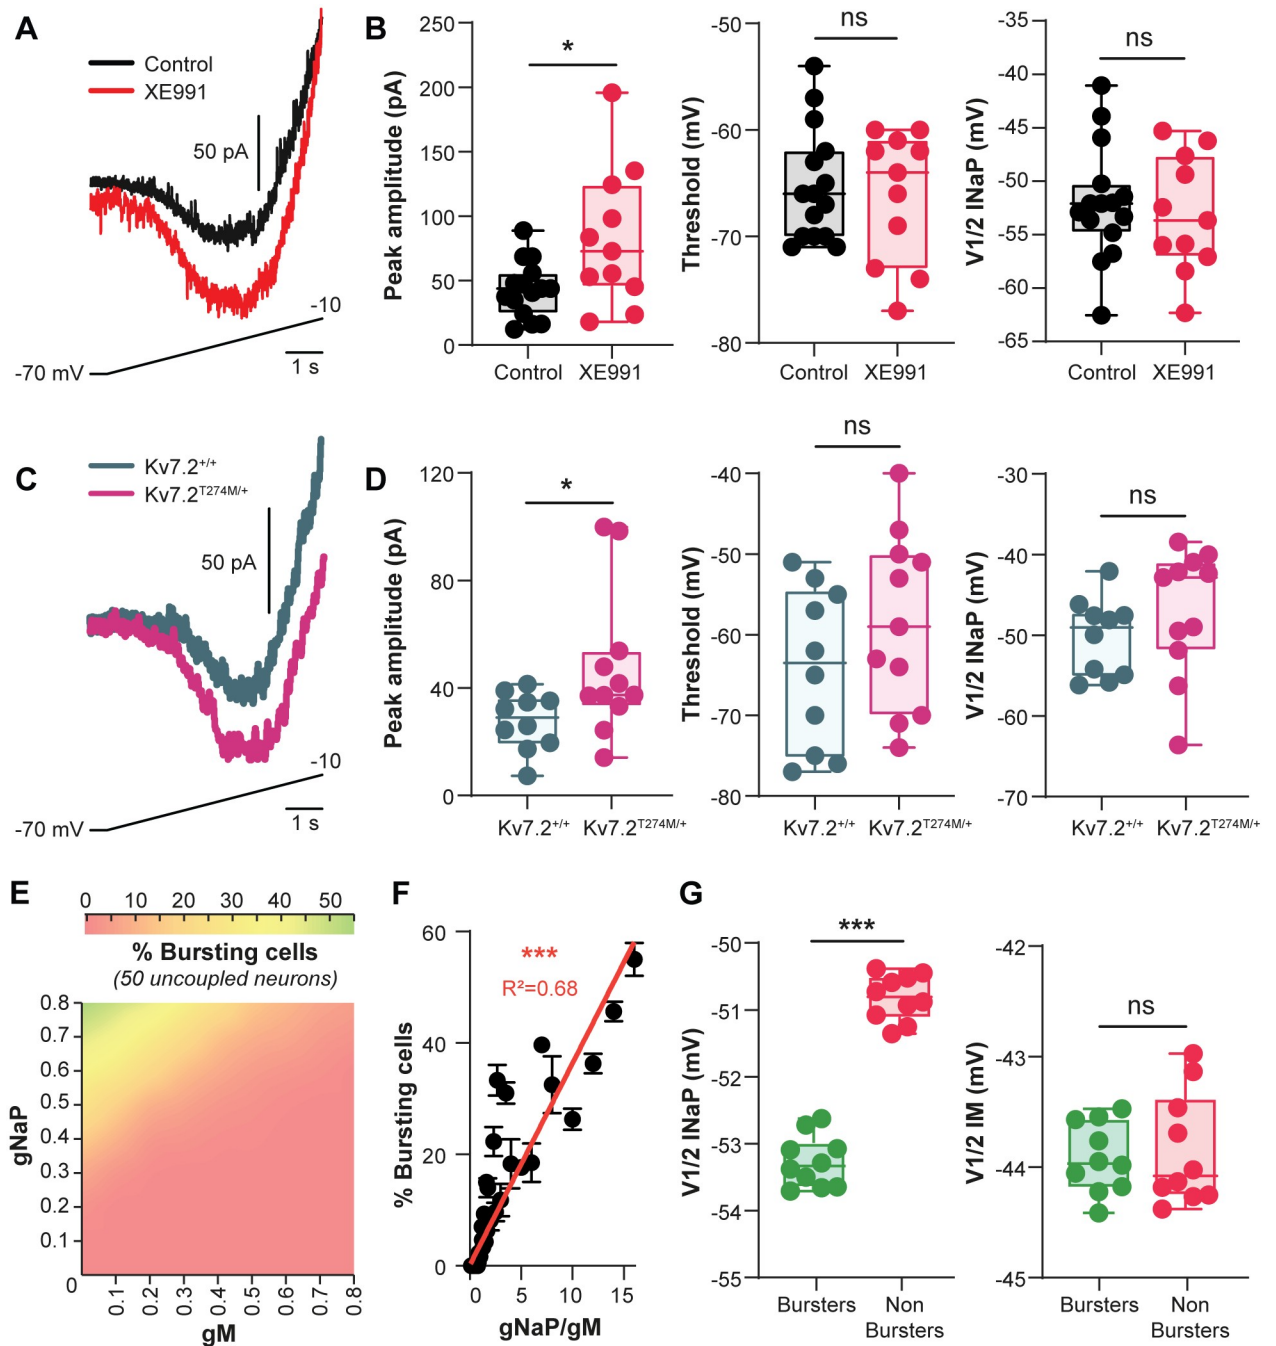 A
Control
XE991
50 pA
-10
-70 mV
1 s
B
Peak amplitude (pA)
250
200
150
100
50
0
*
Control XE991
Threshold (mV)
-50
-60
-70
-80
ns
Control XE991
V1/2 INaP (mV)
-35
-40
-45
-50
-55
-60
-65
ns
Control XE991
C
Kv7.2+/+
Kv7.2T274M/+
50 pA
-10
-70 mV
1 s
D
Peak amplitude (pA)
120
80
40
0
*
Kv7.2+/+ Kv7.2T274M/+
Threshold (mV)
-40
-50
-60
-70
-80
ns
Kv7.2+/+ Kv7.2T274M/+
V1/2 INaP (mV)
-30
-40
-50
-60
-70
ns
Kv7.2+/+ Kv7.2T274M/+
E
0 10 20 30 40 50
% Bursting cells
(50 uncoupled neurons)
gNaP
0.8
0.7
0.6
0.5
0.4
0.3
0.2
0.1
0
0.1 0.2 0.3 0.4 0.5 0.6 0.7 0.8
gM
F
% Bursting cells
60
40
20
0
***
R²=0.68
0 5 10 15
gNaP/gM
G
V1/2 INaP (mV)
-50
-51
-52
-53
-54
-55
***
Bursters Non
Bursters
V1/2 IM (mV)
-42
-43
-44
-45
ns
Bursters Non
Bursters